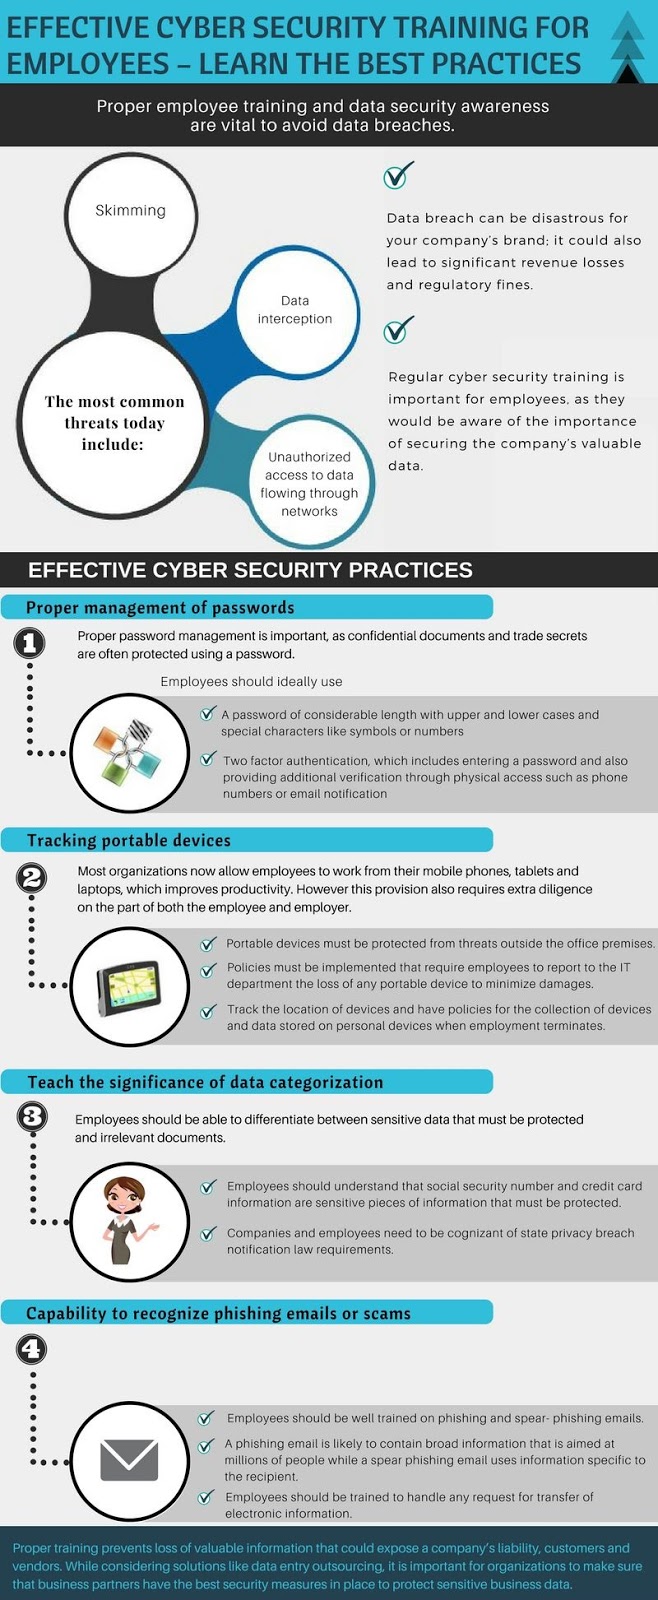 EFFECTIVE CYBER SECURITY TRAINING FOR
EMPLOYEES – LEARN THE BEST PRACTICES
Proper employee training and data security awareness
are vital to avoid data breaches.
Skimming
Data
interception
The most common
threats today
include:
Unauthorized
access to data
flowing through
networks
Data breach can be disastrous for
your company's brand; it could also
lead to significant revenue losses
and regulatory fines.
Regular cyber security training is
important for employees, as they
would be aware of the importance
of securing the company's valuable
data.
EFFECTIVE CYBER SECURITY PRACTICES
Proper management of passwords
1
Proper password management is important, as confidential documents and trade secrets
are often protected using a password.
Employees should ideally use
A password of considerable length with upper and lower cases and
special characters like symbols or numbers
Two factor authentication, which includes entering a password and also
providing additional verification through physical access such as phone
numbers or email notification
Tracking portable devices
2
Most organizations now allow employees to work from their mobile phones, tablets and
laptops, which improves productivity. However this provision also requires extra diligence
on the part of both the employee and employer.
Portable devices must be protected from threats outside the office premises.
Policies must be implemented that require employees to report to the IT
department the loss of any portable device to minimize damages.
Track the location of devices and have policies for the collection of devices
and data stored on personal devices when employment terminates.
Teach the significance of data categorization
3
Employees should be able to differentiate between sensitive data that must be protected
and irrelevant documents.
Employees should understand that social security number and credit card
information are sensitive pieces of information that must be protected.
Companies and employees need to be cognizant of state privacy breach
notification law requirements.
Capability to recognize phishing emails or scams
4
Employees should be well trained on phishing and spear- phishing emails.
A phishing email is likely to contain broad information that is aimed at
millions of people while a spear phishing email uses information specific to
the recipient.
Employees should be trained to handle any request for transfer of
electronic information.
Proper training prevents loss of valuable information that could expose a company's liability, customers and
vendors. While considering solutions like data entry outsourcing, it is important for organizations to make sure
that business partners have the best security measures in place to protect sensitive business data.